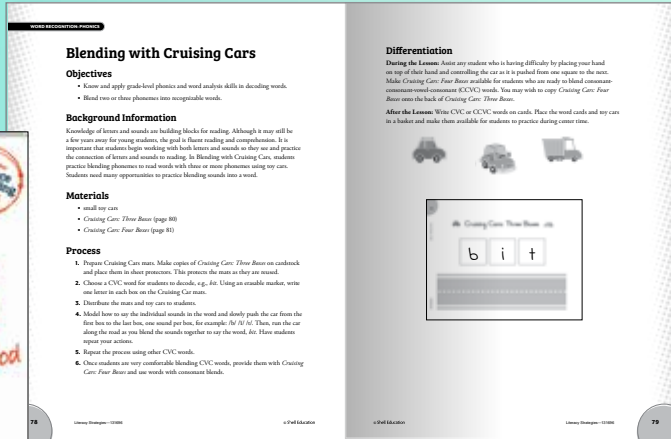 WORD RECOGNITION: PHONICS
Blending with Cruising Cars
Objectives
• Know and apply grade-level phonics and word analysis skills in decoding words.
• Blend two or three phonemes into recognizable words.
Background Information
Knowledge of letters and sounds are building blocks for reading. Although it may still be
a few years away for young students, the goal is fluent reading and comprehension. It is
important that students begin working with both letters and sounds so they see and practice
the connection of letters and sounds to reading. In Blending with Cruising Cars, students
practice blending phonemes to read words with three or more phonemes using toy cars.
Students need many opportunities to practice blending sounds into a word.
Materials
• small toy cars
• Cruising Cars: Three Boxes (page 80)
• Cruising Cars: Four Boxes (page 81)
Process
1. Prepare Cruising Cars mats. Make copies of Cruising Cars: Three Boxes on cardstock
and place them in sheet protectors. This protects the mats as they are reused.
2. Choose a CVC word for students to decode, e.g., bit. Using an erasable marker, write
one letter in each box on the Cruising Car mats.
3. Distribute the mats and toy cars to students.
4. Model how to say the individual sounds in the word and slowly push the car from the
first box to the last box, one sound per box, for example: /b/ /i/ /t/. Then, run the car
along the road as you blend the sounds together to say the word, bit. Have students
repeat your actions.
5. Repeat the process using other CVC words.
6. Once students are very comfortable blending CVC words, provide them with Cruising
Cars: Four Boxes and use words with consonant blends.
78
© Shell Education
Differentiation
During the Lesson: Assist any student who is having difficulty by placing your hand
on top of their hand and controlling the car as it is pushed from one square to the next.
Make Cruising Cars: Four Boxes available for students who are ready to blend consonant-
consonant-vowel-consonant (CCVC) words. You may wish to copy Cruising Cars: Four
Boxes onto the back of Cruising Cars: Three Boxes.
After the Lesson: Write CVC or CCVC words on cards. Place the word cards and toy cars
in a basket and make them available for students to practice during center time.
Cruising Cars: Three Boxes
b i t
© Shell Education
79